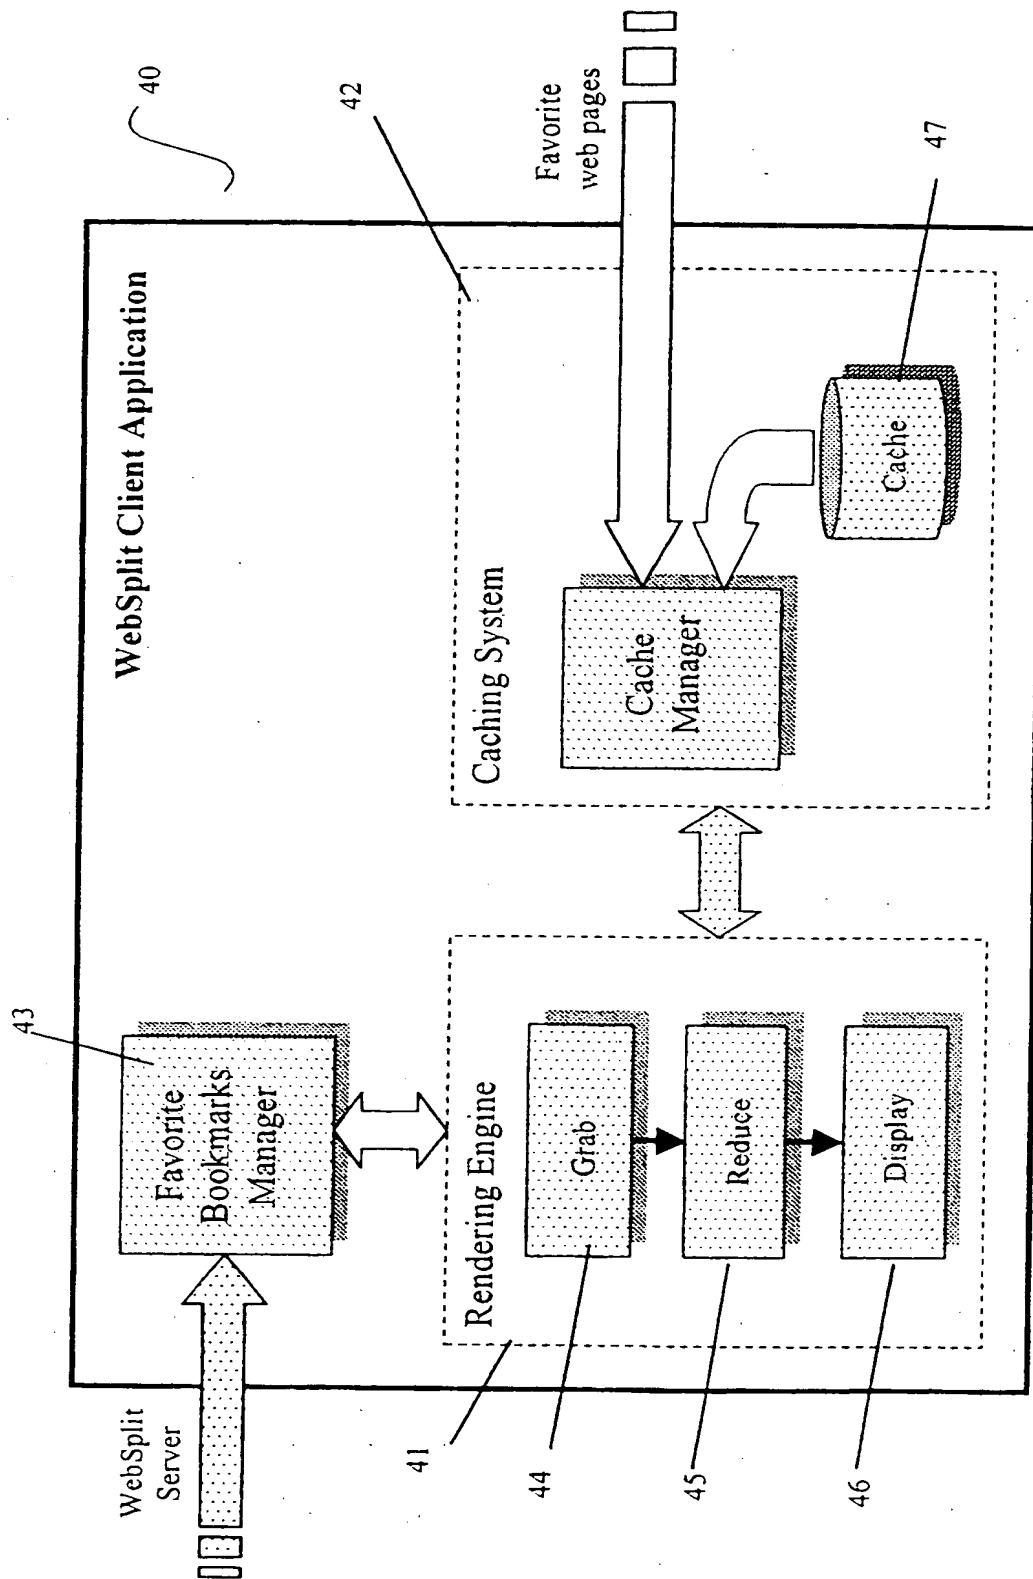 40
WebSplit Client Application
WebSplit
Server
43
Favorite
Bookmarks
Manager
42
Favorite
web pages
Rendering Engine
41
Grab
44
Reduce
45
Display
46
Caching System
Cache
Manager
Cache
47